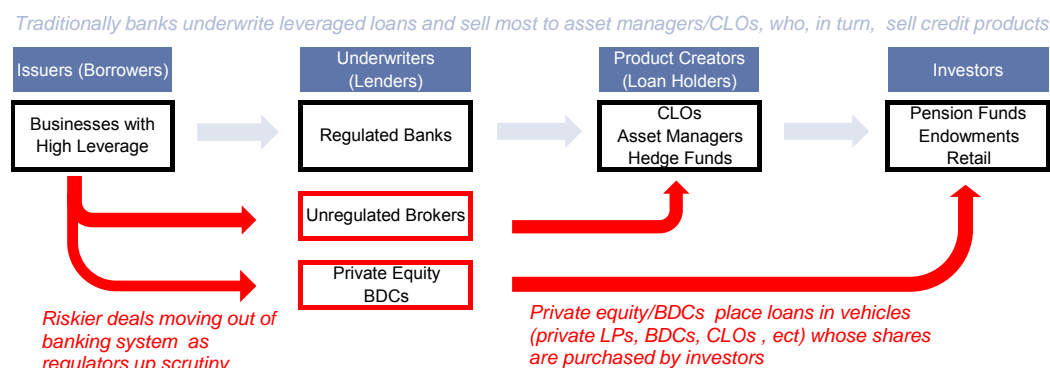 Traditionally banks underwrite leveraged loans and sell most to asset managers/CLOs, who, in turn, sell credit products
Issuers (Borrowers)
Underwriters
(Lenders)
Product Creators
(Loan Holders)
Investors
Businesses with
High Leverage
Regulated Banks
CLOs
Asset Managers
Hedge Funds
Pension Funds
Endowments
Retail
Unregulated Brokers
Private Equity
BDCs
Riskier deals moving out of
banking system as
regulators up scrutiny
Private equity/BDCs place loans in vehicles
(private LPs, BDCs, CLOs , ect) whose shares
are purchased by investors